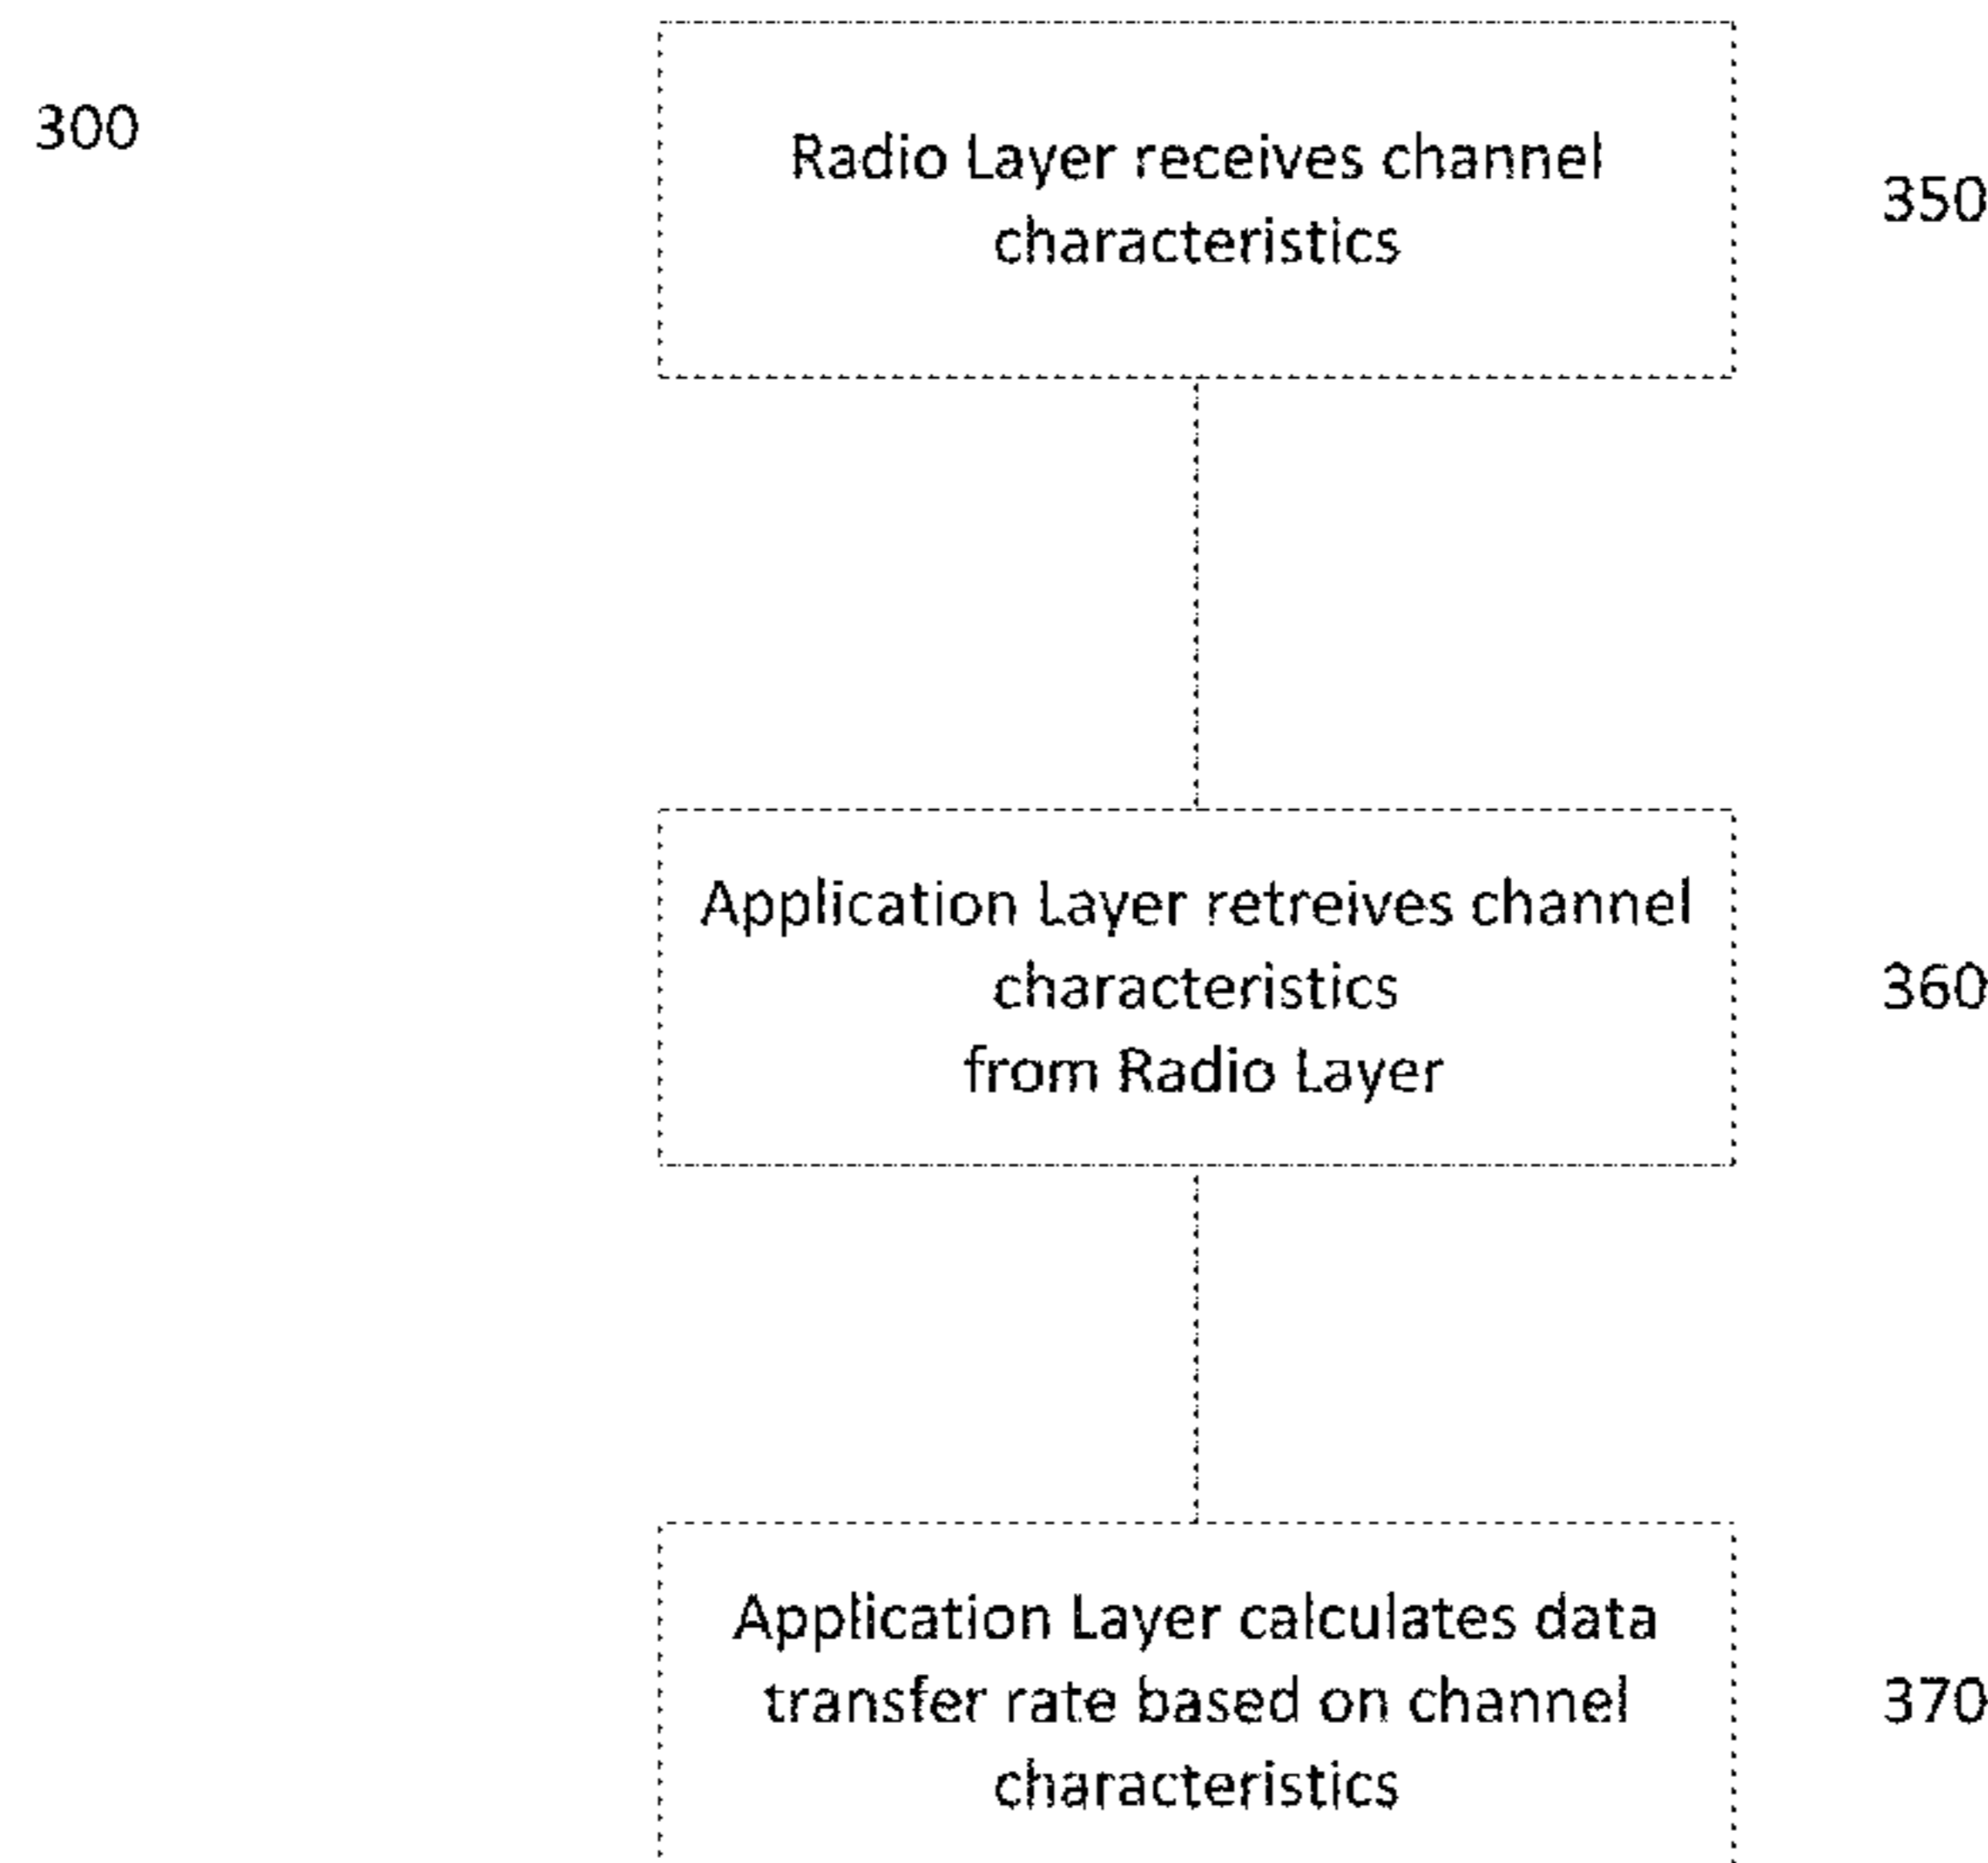 300
Radio Layer receives channel
characteristics
350
Application Layer retreives channel
characteristics
from Radio Layer
360
Application Layer calculates data
transfer rate based on channel
characteristics
370